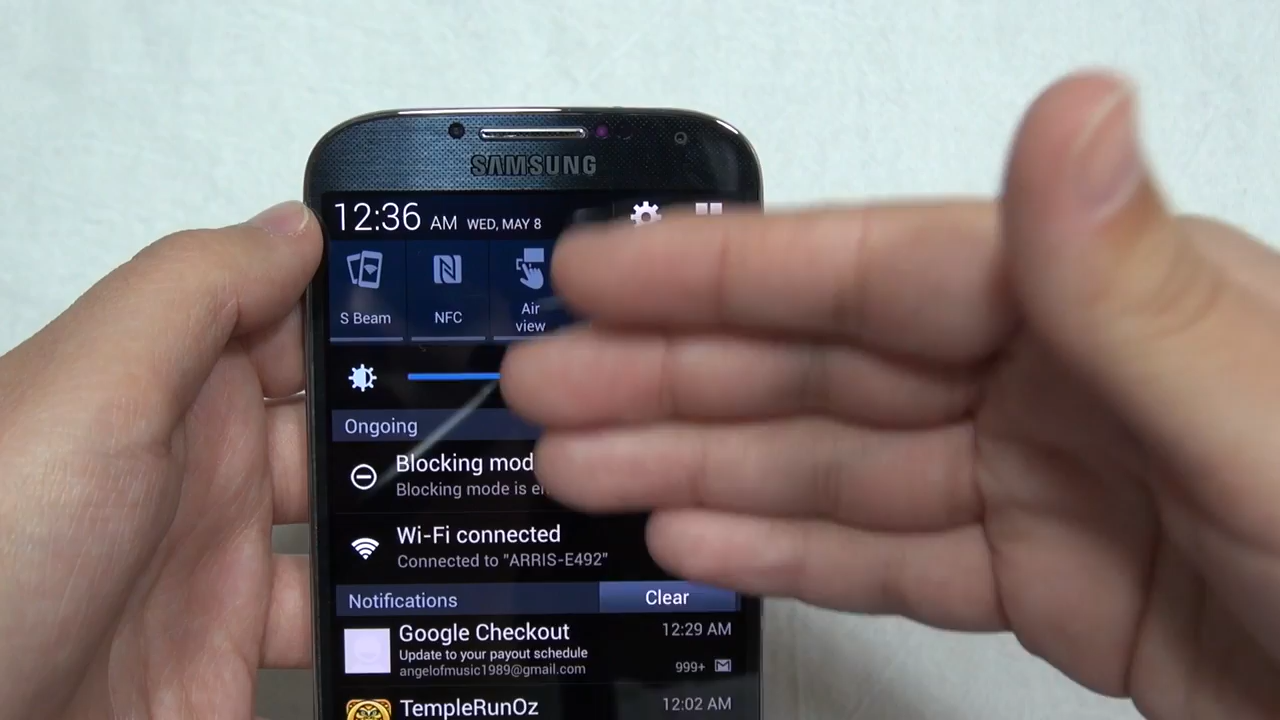 SAMSUNG
12:36 AM WED, MAY 8
S Beam NFC Air view
Ongoing
Blocking mod
Blocking mode is en
Wi-Fi connected
Connected to "ARRIS-E492"
Notifications Clear
Google Checkout 12:29 AM
Update to your payout schedule
angelofmusic1989@gmail.com 999+
TempleRunOz 12:02 AM